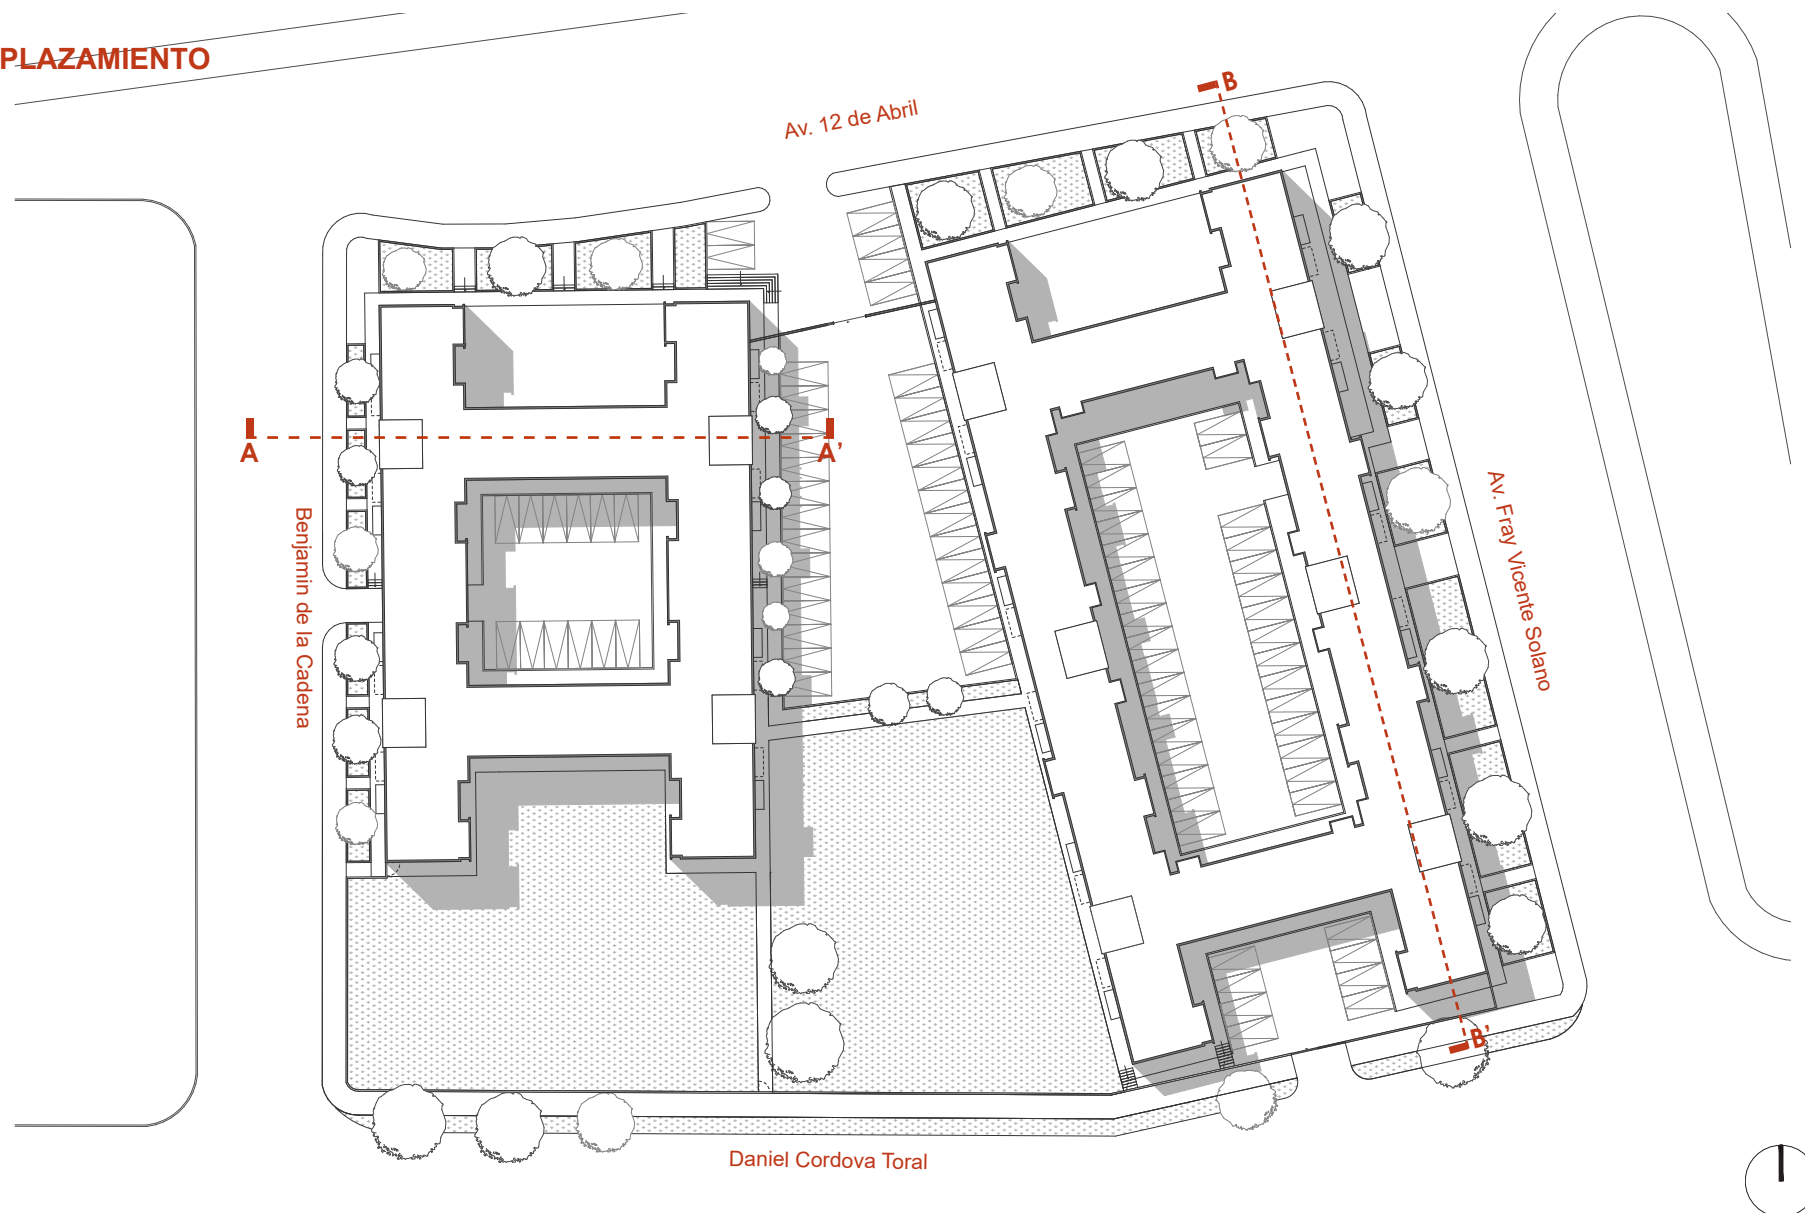 PLAZAMIENTO
B
Av. 12 de Abril
A
A'
Benjamin de la Cadena
Av. Fray Vicente Solano
B'
Daniel Cordova Toral